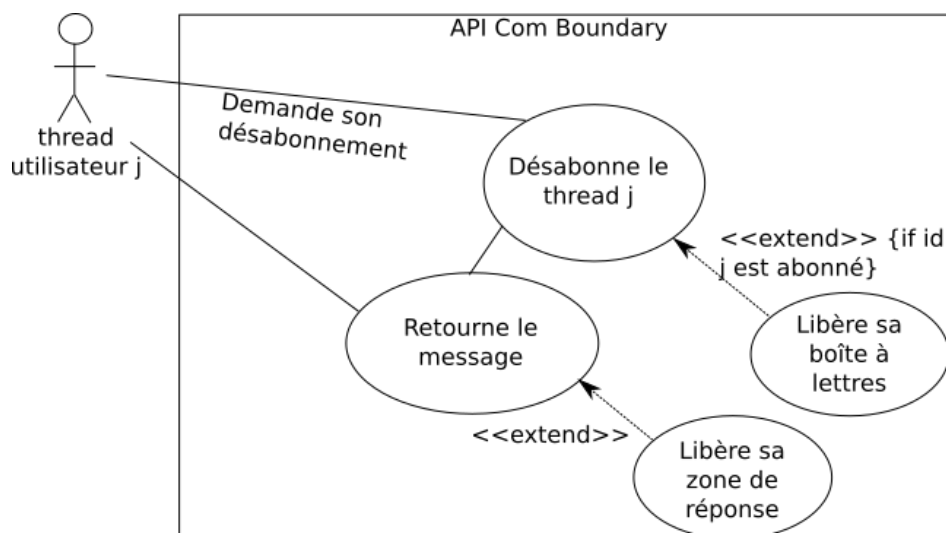 API Com Boundary
thread
utilisateur j
Demande son
désabonnement
Désabonne le
thread j
<<extend>> {if id
j est abonné}
Libère sa
boîte à
lettres
Retourne le
message
<<extend>>
Libère sa
zone de
réponse